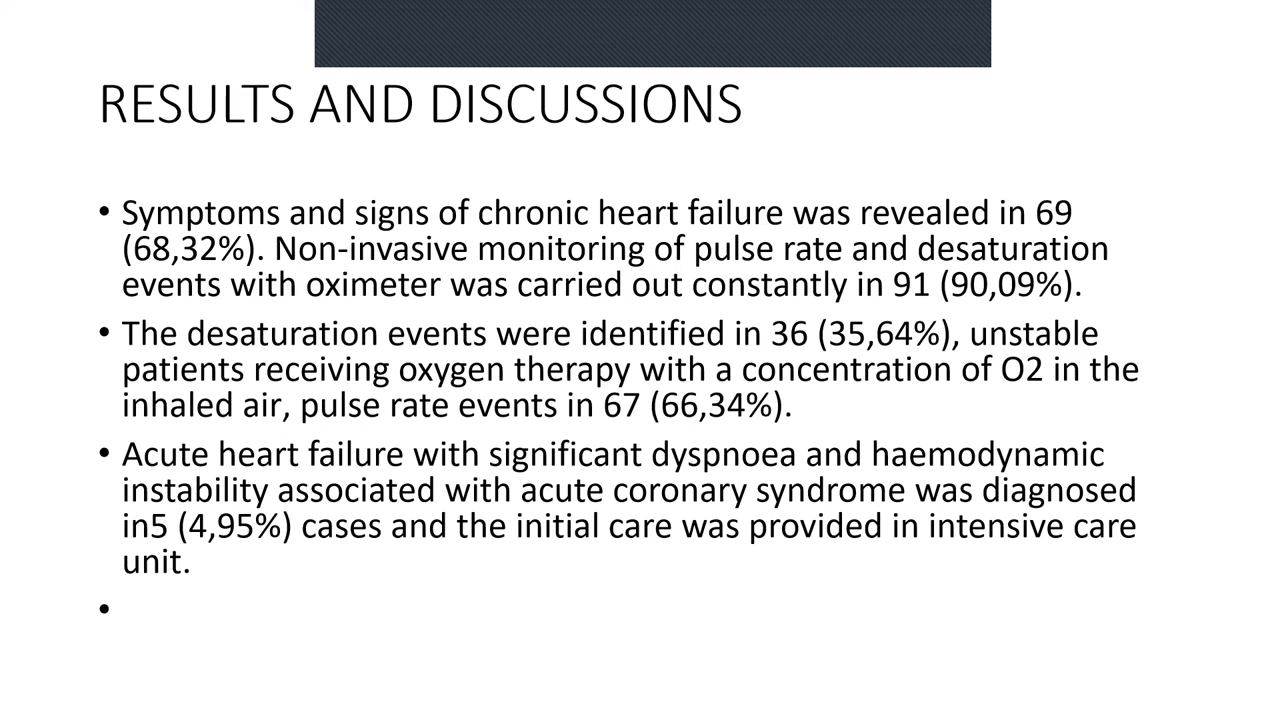 RESULTS AND DISCUSSIONS
• Symptoms and signs of chronic heart failure was revealed in 69
(68,32%). Non-invasive monitoring of pulse rate and desaturation
events with oximeter was carried out constantly in 91 (90,09%).
• The desaturation events were identified in 36 (35,64%), unstable
patients receiving oxygen therapy with a concentration of O2 in the
inhaled air, pulse rate events in 67 (66,34%).
• Acute heart failure with significant dyspnoea and haemodynamic
instability associated with acute coronary syndrome was diagnosed
in5 (4,95%) cases and the initial care was provided in intensive care
unit.
•